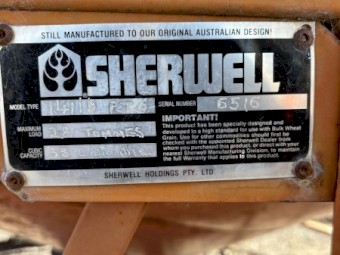 STILL MANUFACTURED TO OUR ORIGINAL AUSTRALIAN DESIGN!
SHERWELL
MODEL TYPE SERIAL NUMBER 6516
MAXIMUM LOAD TONNES
CUBIC CAPACITY
IMPORTANT!
This product has been specially designed and
developed to a high standard for use with Bulk Wheat
Grain. Use for other commodities should first be
checked with the appointed Sherwell Dealer from
whom you purchased this product, or direct with your
nearest Sherwell Manufacturing Division, to maintain
the full Warranty that applies to this product.
SHERWELL HOLDINGS PTY. LTD